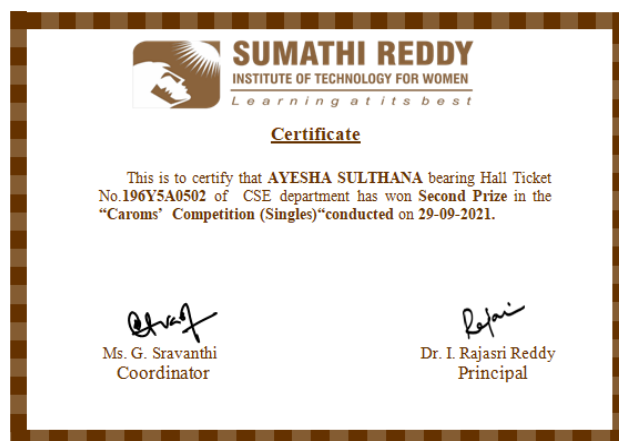 SUMATHI REDDY
INSTITUTE OF TECHNOLOGY FOR WOMEN
Learning at its best
Certificate
This is to certify that AYESHA SULTHANA bearing Hall Ticket
No.196Y5A0502 of CSE department has won Second Prize in the
“Caroms’ Competition (Singles)“conducted on 29-09-2021.
Ms. G. Sravanthi
Coordinator
Dr. I. Rajasri Reddy
Principal